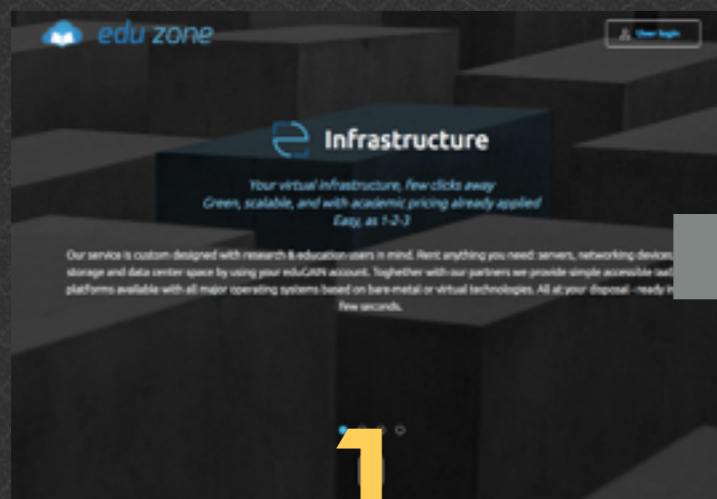 edu zone
User login
Infrastructure
Your virtual infrastructure, few clicks away
Green, scalable, and with academic pricing already applied
Easy, as 1-2-3
Our service is custom designed with research & education users in mind. Rent anything you need: servers, networking devices
storage and data center space by using your eduGAIN account. Toghether with our partners we provide simple accessible IaaS
platforms available with all major operating systems based on bare-metal or virtual technologies. All at your disposal - ready in
few seconds.
1